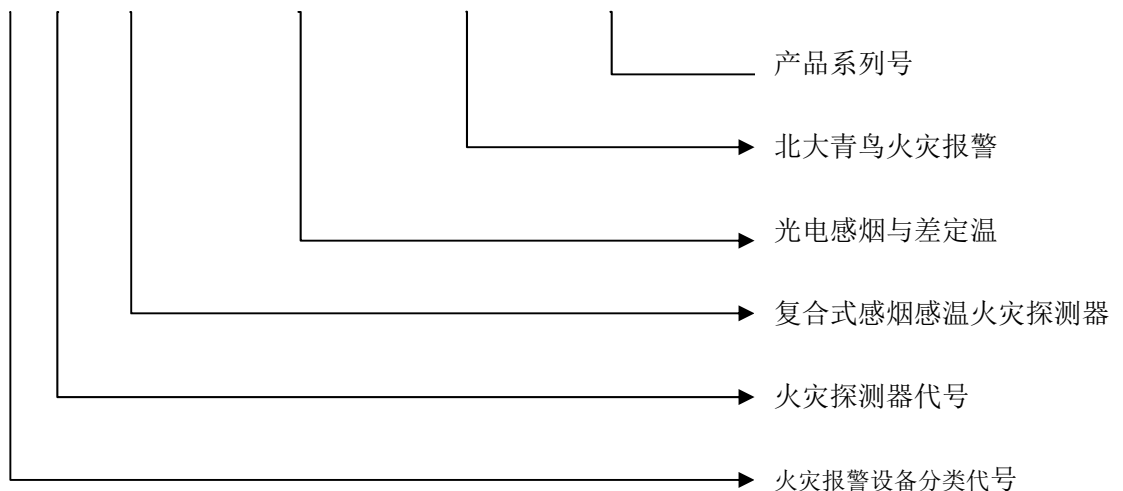 产品系列号
北大青鸟火灾报警
光电感烟与差定温
复合式感烟感温火灾探测器
火灾探测器代号
火灾报警设备分类代号